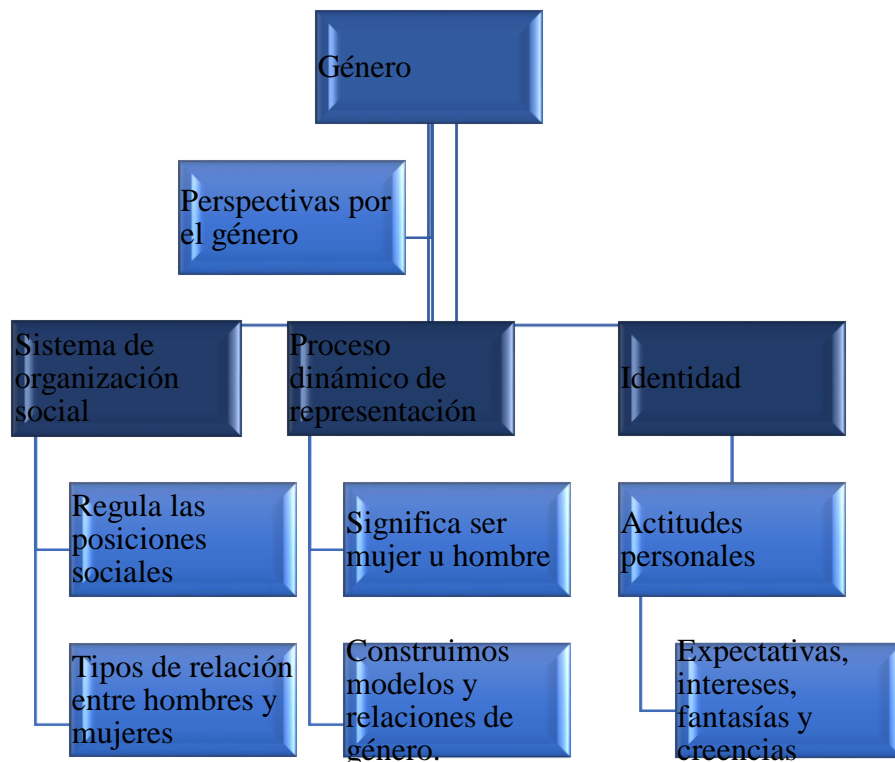 Género
Perspectivas por
el género
Sistema de
organización
social
Proceso
dinámico de
representación
Identidad
Regula las
posiciones
sociales
Significa ser
mujer u hombre
Actitudes
personales
Tipos de relación
entre hombres y
mujeres
Construimos
modelos y
relaciones de
género.
Expectativas,
intereses,
fantasías y
creencias